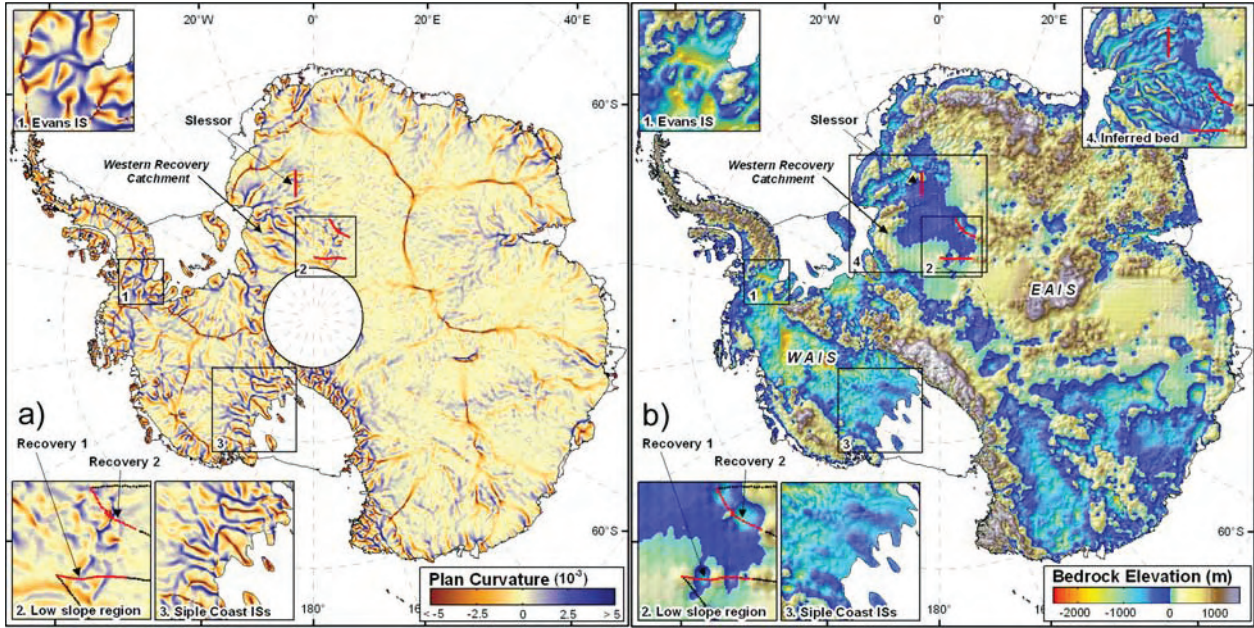 20°W
0°
20°E
40°E
1. Evans IS
Slessor
Western Recovery
Catchment
60°S
1
2
3
a)
Recovery 1
Recovery 2
2. Low slope region
3. Siple Coast ISs
180°
60°S
Plan Curvature (10⁻³)
<-5
-2.5
0
2.5
> 5
20°W
0°
20°E
1. Evans IS
4. Inferred bed
Slessor
Western Recovery
Catchment
60°S
4
1
2
EAIS
WAIS
3
b)
Recovery 1
Recovery 2
2. Low slope region
3. Siple Coast ISs
180°
60°S
Bedrock Elevation (m)
-2000
-1000
0
1000